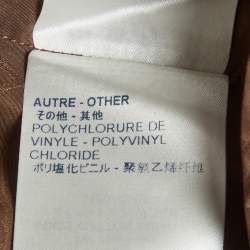 AUTRE - OTHER
その他 - 其他
POLYCHLORURE DE
VINYLE - POLYVINYL
CHLORIDE
ポリ塩化ビニル - 聚氯乙烯纤维